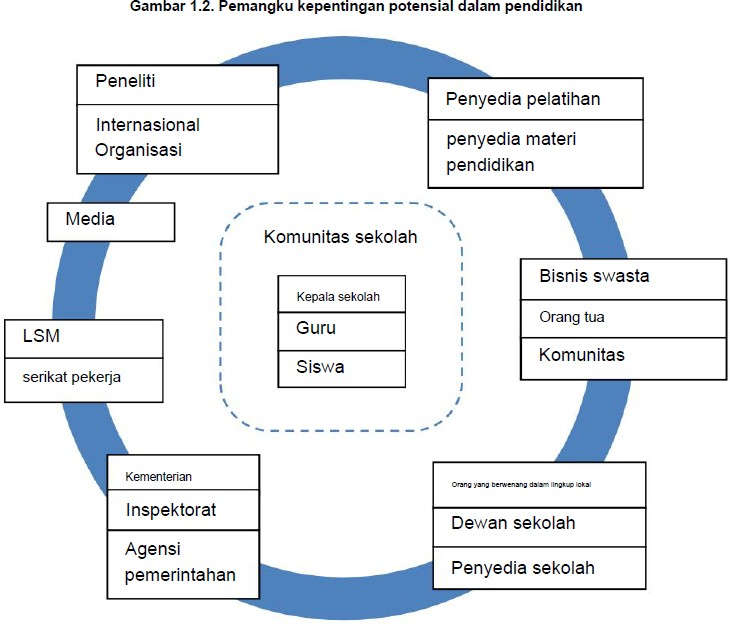 Gambar 1.2. Pemangku kepentingan potensial dalam pendidikan
Peneliti
Internasional
Organisasi
Penyedia pelatihan
penyedia materi
pendidikan
Media
Komunitas sekolah
Kepala sekolah
Guru
Siswa
Bisnis swasta
Orang tua
Komunitas
LSM
serikat pekerja
Kementerian
Inspektorat
Agensi
pemerintahan
Orang yang berwenang dalam lingkup lokal
Dewan sekolah
Penyedia sekolah